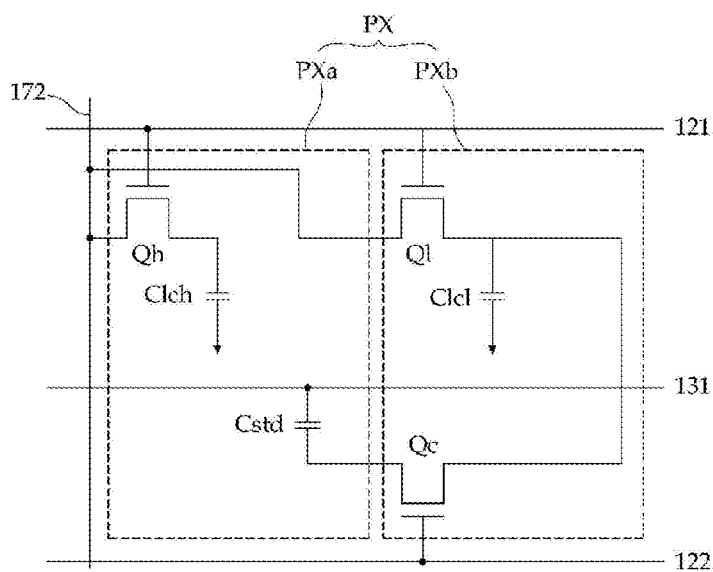 PX
PXa
PXb
172
121
Qh
Ql
Clch
Clcl
131
Cstd
Qc
122